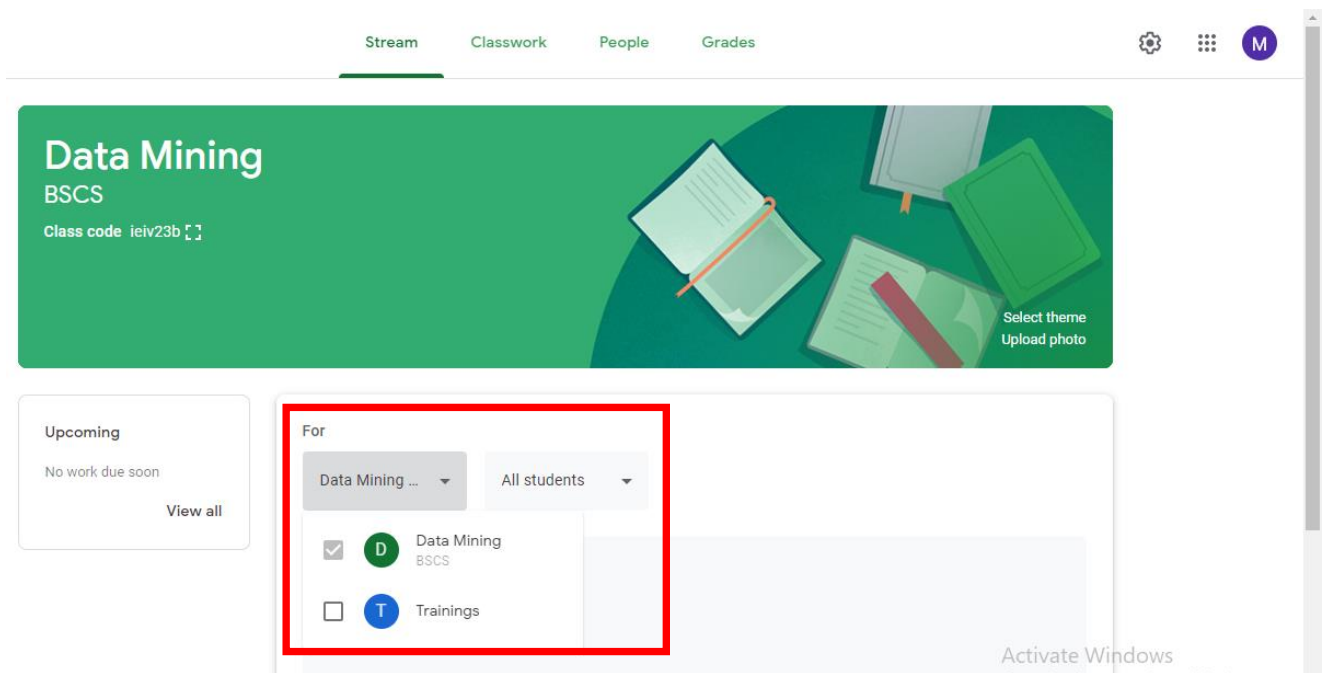 Stream Classwork People Grades M
Data Mining
BSCS
Class code ieiv23b
Select theme
Upload photo
Upcoming
No work due soon
View all
For
Data Mining ... All students
D Data Mining
BSCS
T Trainings
Activate Windows